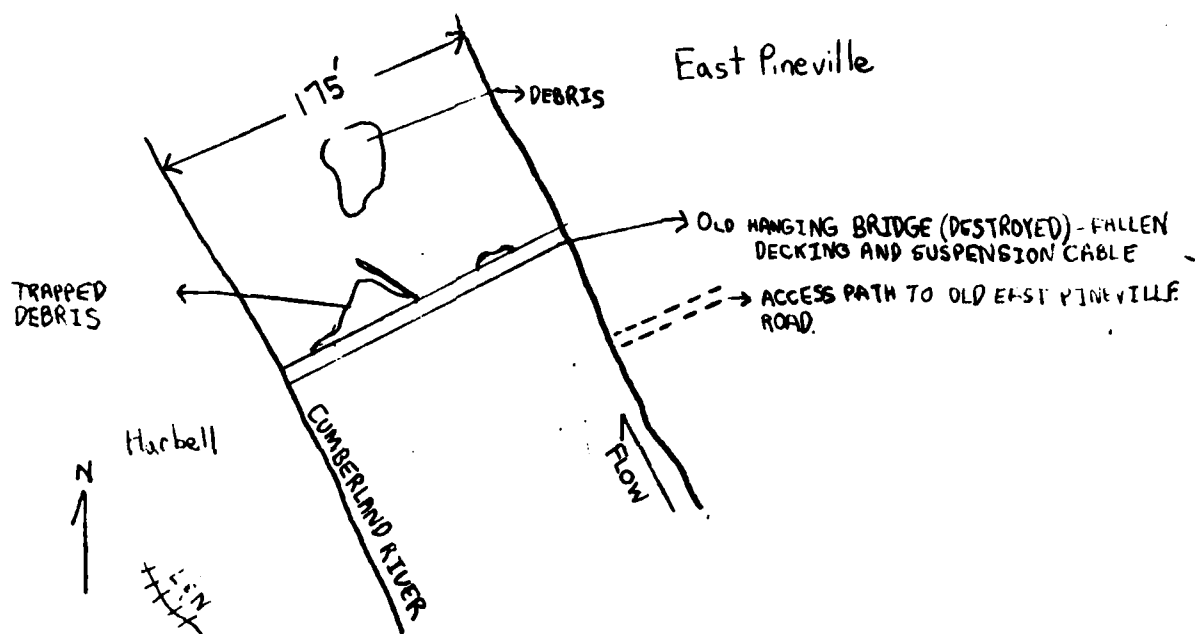 East Pineville
175'
DEBRIS
OLD HANGING BRIDGE (DESTROYED) - FALLEN
DECKING AND SUSPENSION CABLE
TRAPPED
DEBRIS
ACCESS PATH TO OLD EAST PINEVILLE
ROAD.
Harbell
N
CUMBERLAND RIVER
FLOW
L&N